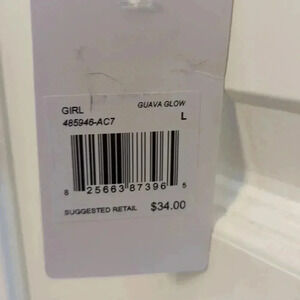 GIRL GUAVA GLOW
485946-AC7 L
8 25663 87396 5
SUGGESTED RETAIL $34.00